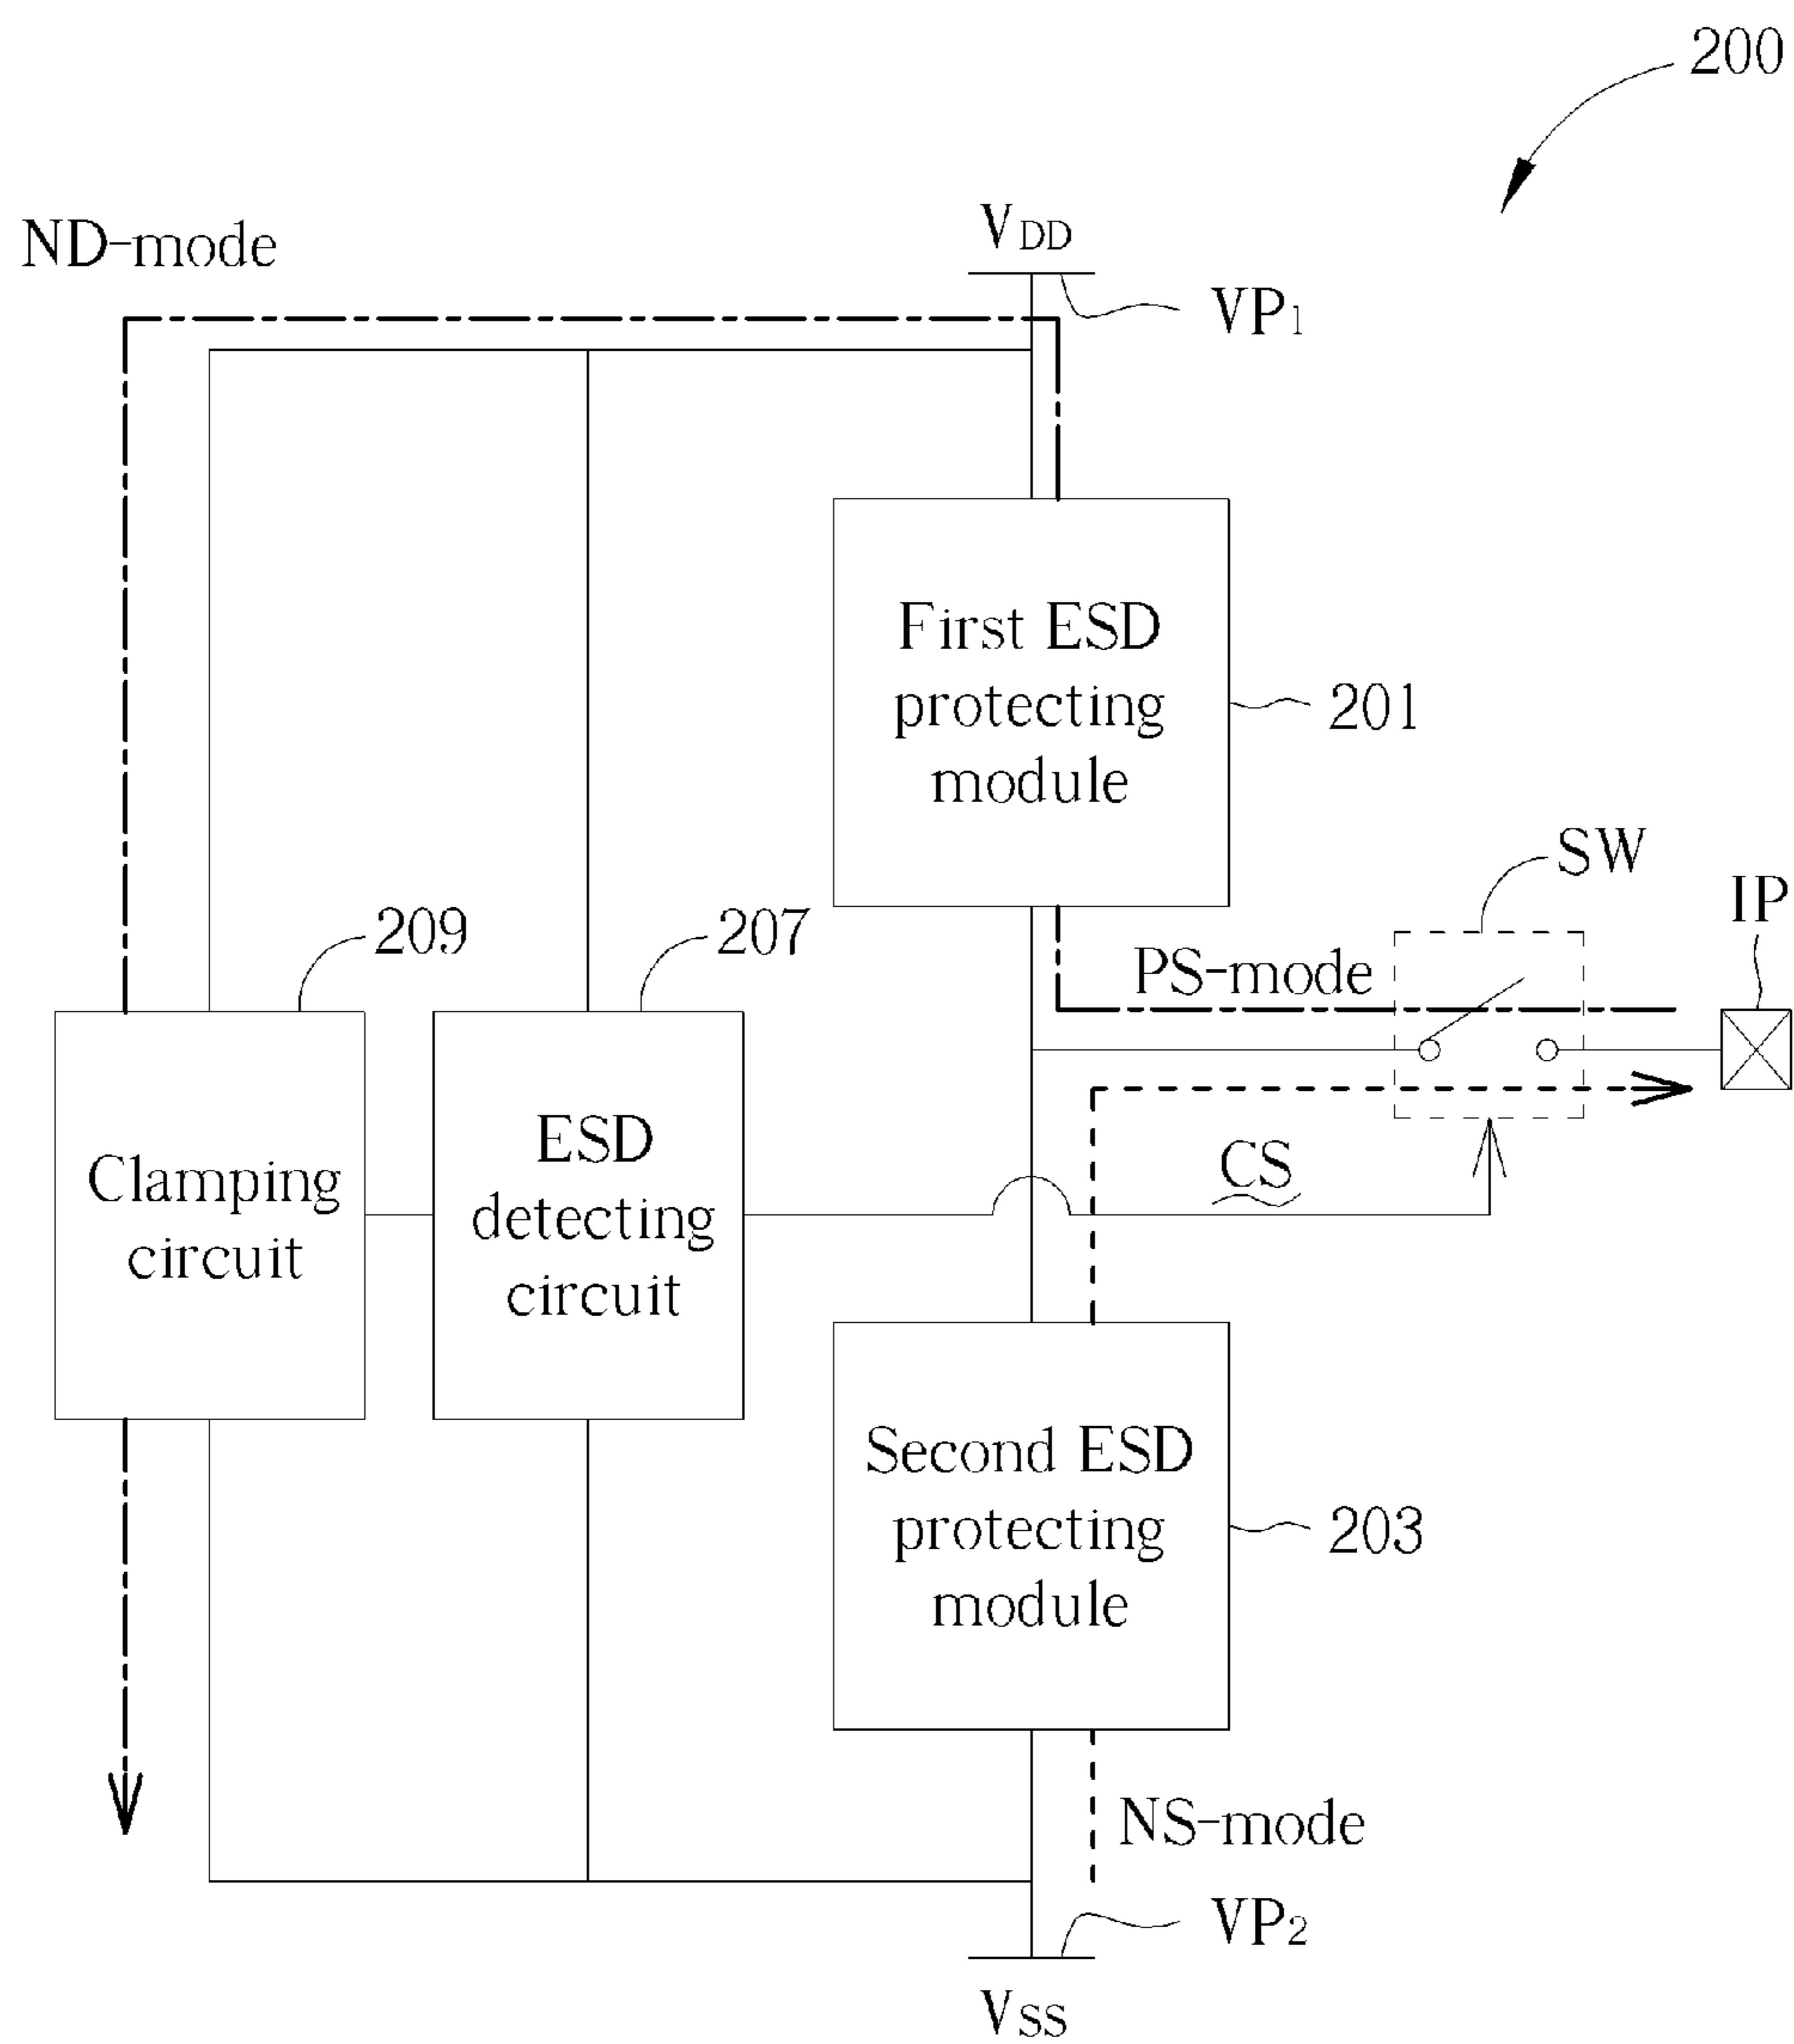 200
VDD
ND-mode
VP1
First ESD
protecting
module
201
SW
IP
209
207
PS-mode
Clamping
circuit
ESD
detecting
circuit
CS
Second ESD
protecting
module
203
NS-mode
VP2
VSS